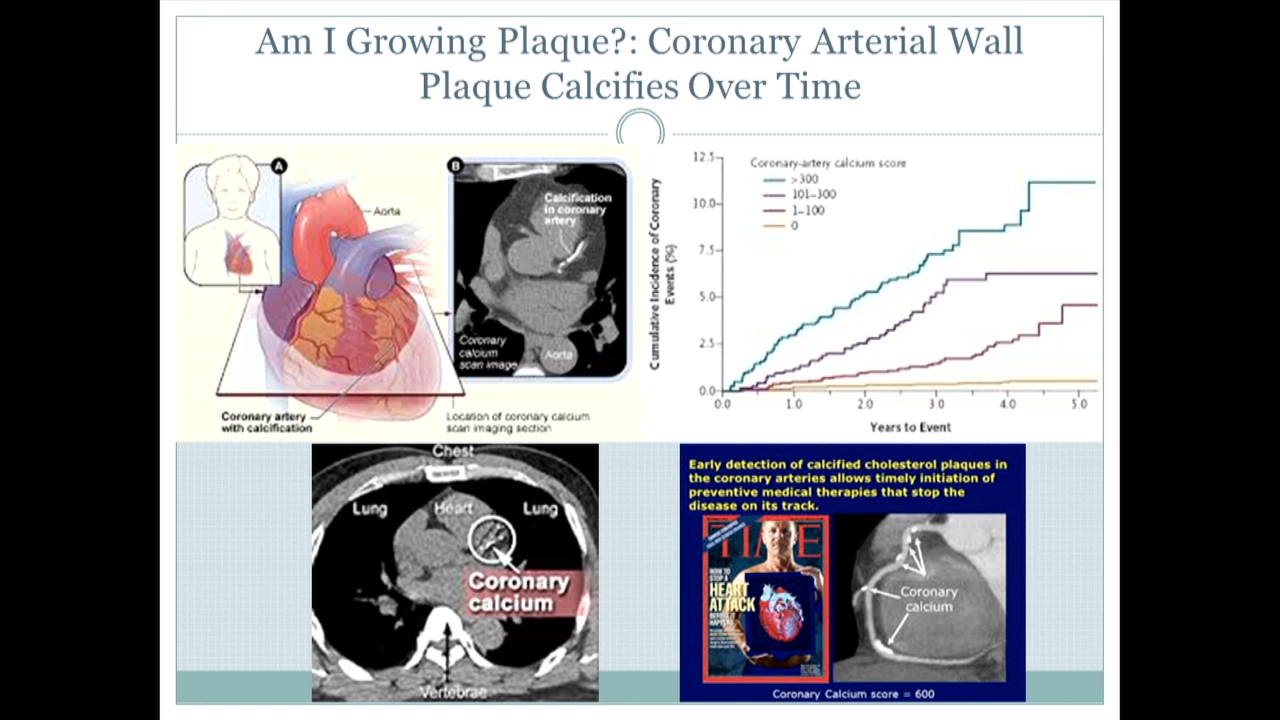 Am I Growing Plaque?: Coronary Arterial Wall
Plaque Calcifies Over Time
A
Aorta
Coronary artery
with calcification
B
Calcification
in coronary
artery
Coronary
calcium
scan image
Aorta
Location of coronary calcium
scan imaging section
Cumulative Incidence of Coronary
Events (%)
12.5
10.0
7.5
5.0
2.5
0.0
Coronary-artery calcium score
>300
101–300
1–100
0
0.0 1.0 2.0 3.0 4.0 5.0
Years to Event
Chest
Lung Heart Lung
Coronary
calcium
Vertebrae
Early detection of calcified cholesterol plaques in
the coronary arteries allows timely initiation of
preventive medical therapies that stop the
disease on its track.
TIME
HOW TO
STOP A
HEART
ATTACK
BEFORE IT
HAPPENS
Coronary
calcium
Coronary Calcium score = 600